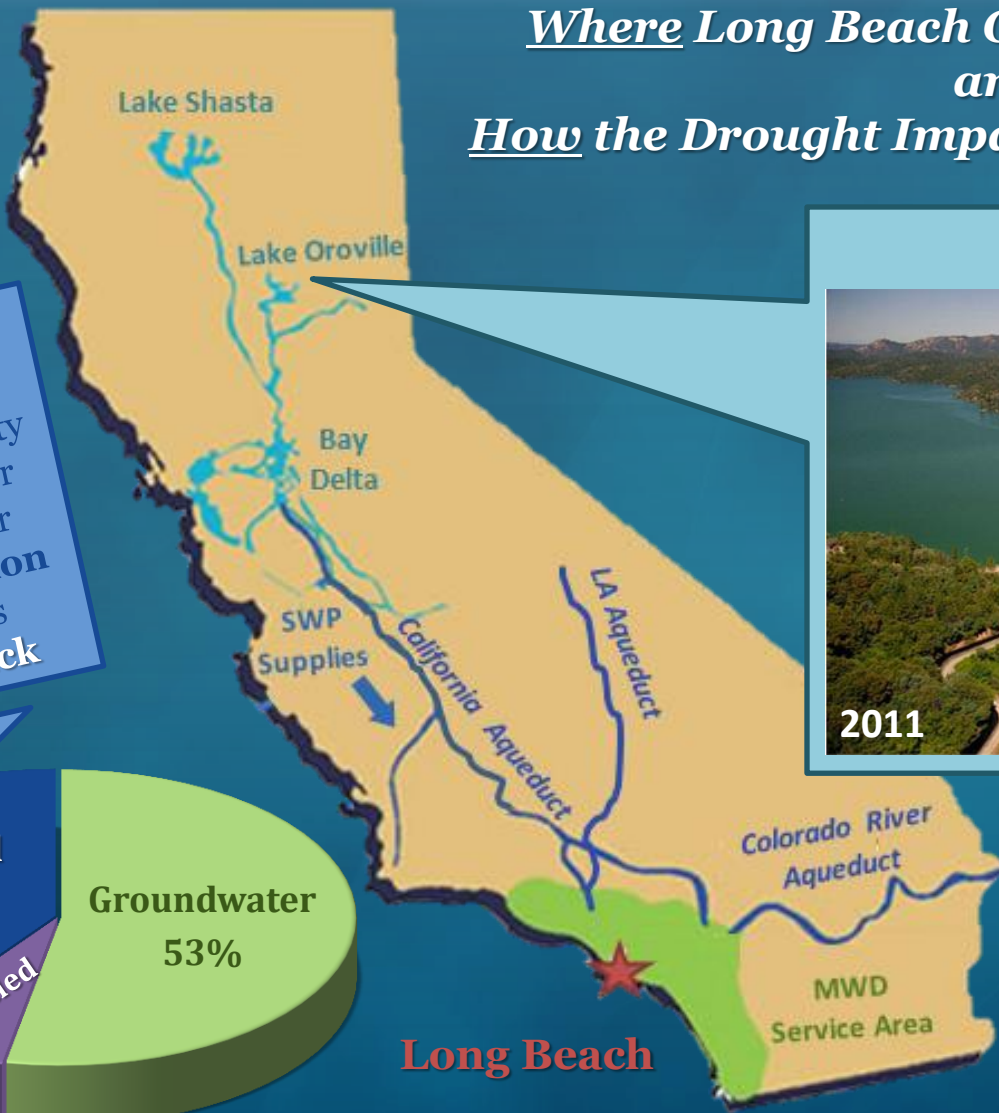 Where Long Beach
How the Drought
Lake Shasta
Lake Oroville
Bay
Delta
SWP
Supplies
California Aqueduct
LA Aqueduct
2011
Colorado River
Aqueduct
Groundwater
53%
MWD
Service Area
Long Beach